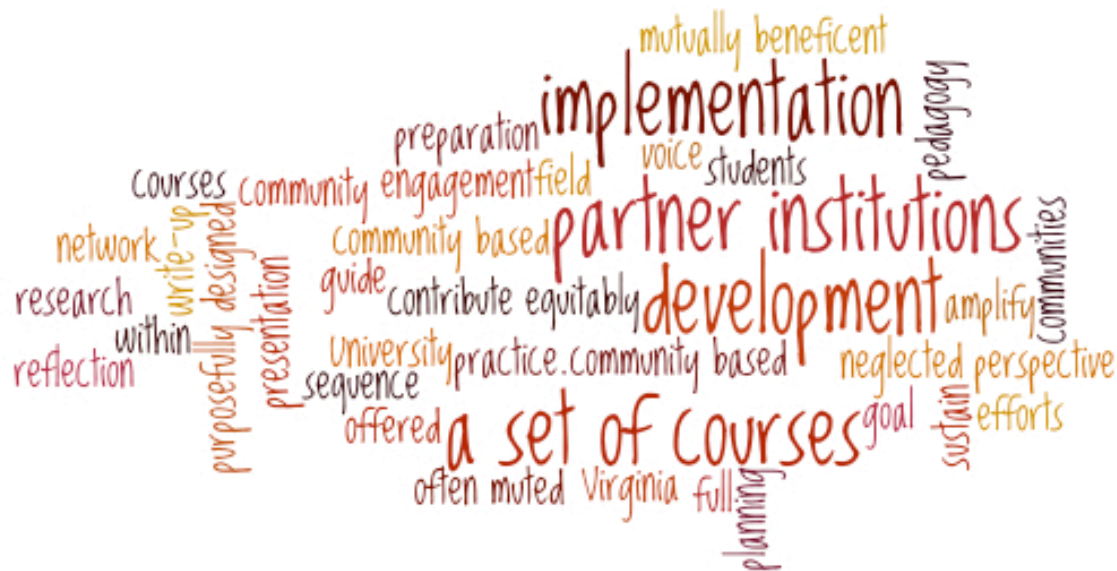 mutually beneficent
implementation
pedagogy
preparation
voice
students
courses
community engagement
field
partner institutions
communities
network
write-up
purposefully designed
community based
guide
presentation
contribute equitably
development
amplify
research
within
reflection
University
practice.community based
neglected perspective
sequence
offered
a set of courses
goal
sustain
efforts
often muted
Virginia
full
planning